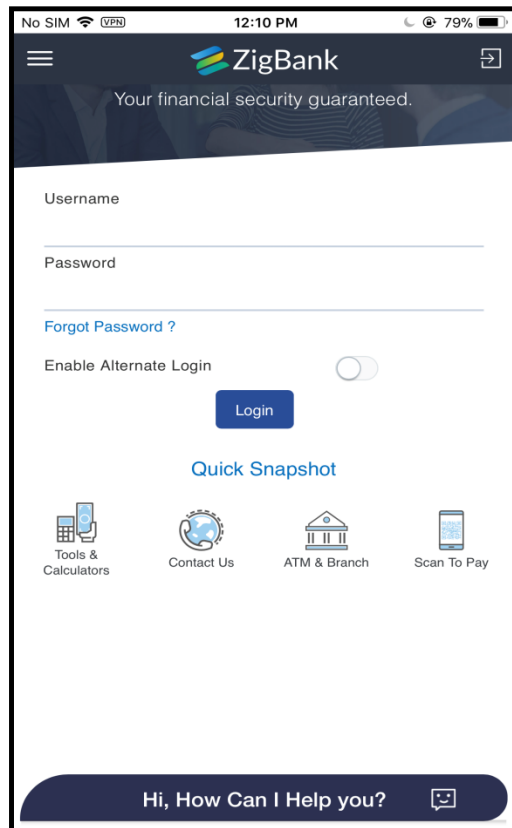 No SIM VPN 12:10 PM 79%
ZigBank
Your financial security guaranteed.
Username
Password
Forgot Password ?
Enable Alternate Login
Login
Quick Snapshot
Tools &
Calculators
Contact Us
ATM & Branch
Scan To Pay
Hi, How Can I Help you?